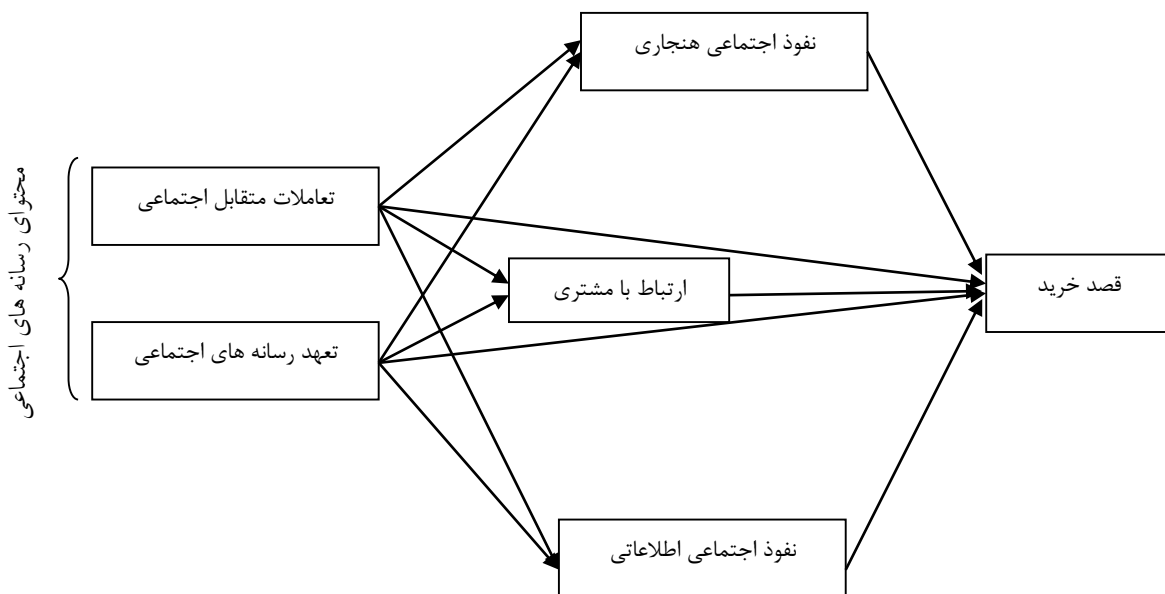 نفوذ اجتماعی هنجاری
محتوای رسانه های اجتماعی
تعاملات متقابل اجتماعی
ارتباط با مشتری
قصد خرید
تعهد رسانه های اجتماعی
نفوذ اجتماعی اطلاعاتی